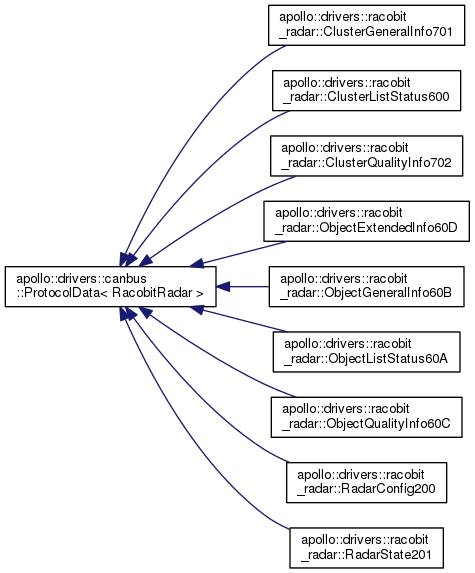 apollo::drivers::racobit
_radar::ClusterGeneralInfo701
apollo::drivers::racobit
_radar::ClusterListStatus600
apollo::drivers::racobit
_radar::ClusterQualityInfo702
apollo::drivers::racobit
_radar::ObjectExtendedInfo60D
apollo::drivers::canbus
::ProtocolData< RacobitRadar >
apollo::drivers::racobit
_radar::ObjectGeneralInfo60B
apollo::drivers::racobit
_radar::ObjectListStatus60A
apollo::drivers::racobit
_radar::ObjectQualityInfo60C
apollo::drivers::racobit
_radar::RadarConfig200
apollo::drivers::racobit
_radar::RadarState201